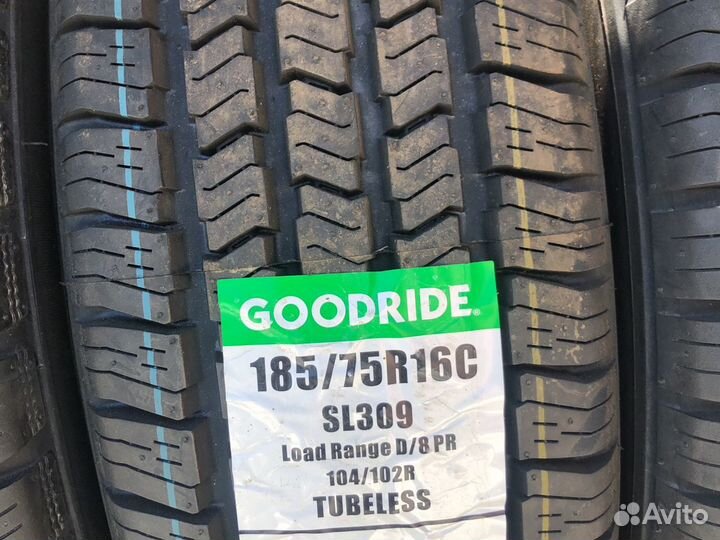 GOODRIDE®
185/75R16C
SL309
Load Range D/8 PR
104/102R
TUBELESS
Avito